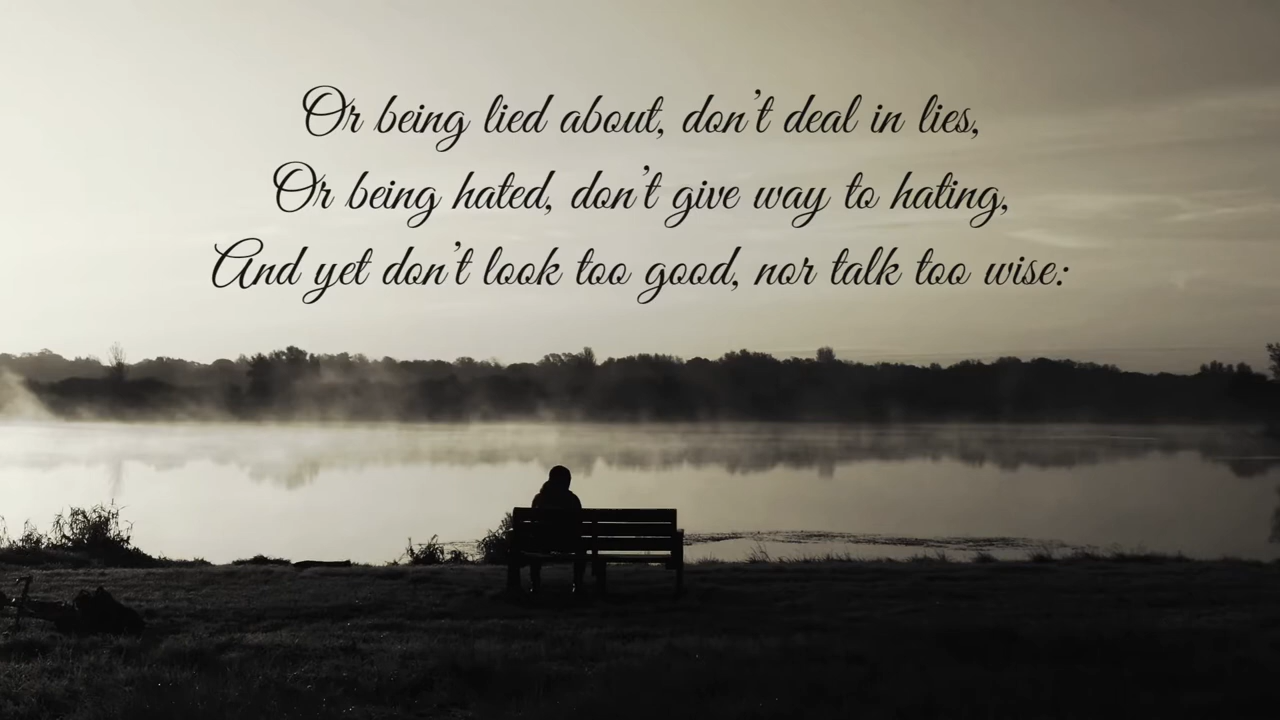 Or being lied about, don't deal in lies,
Or being hated, don't give way to hating,
And yet don't look too good, nor talk too wise: